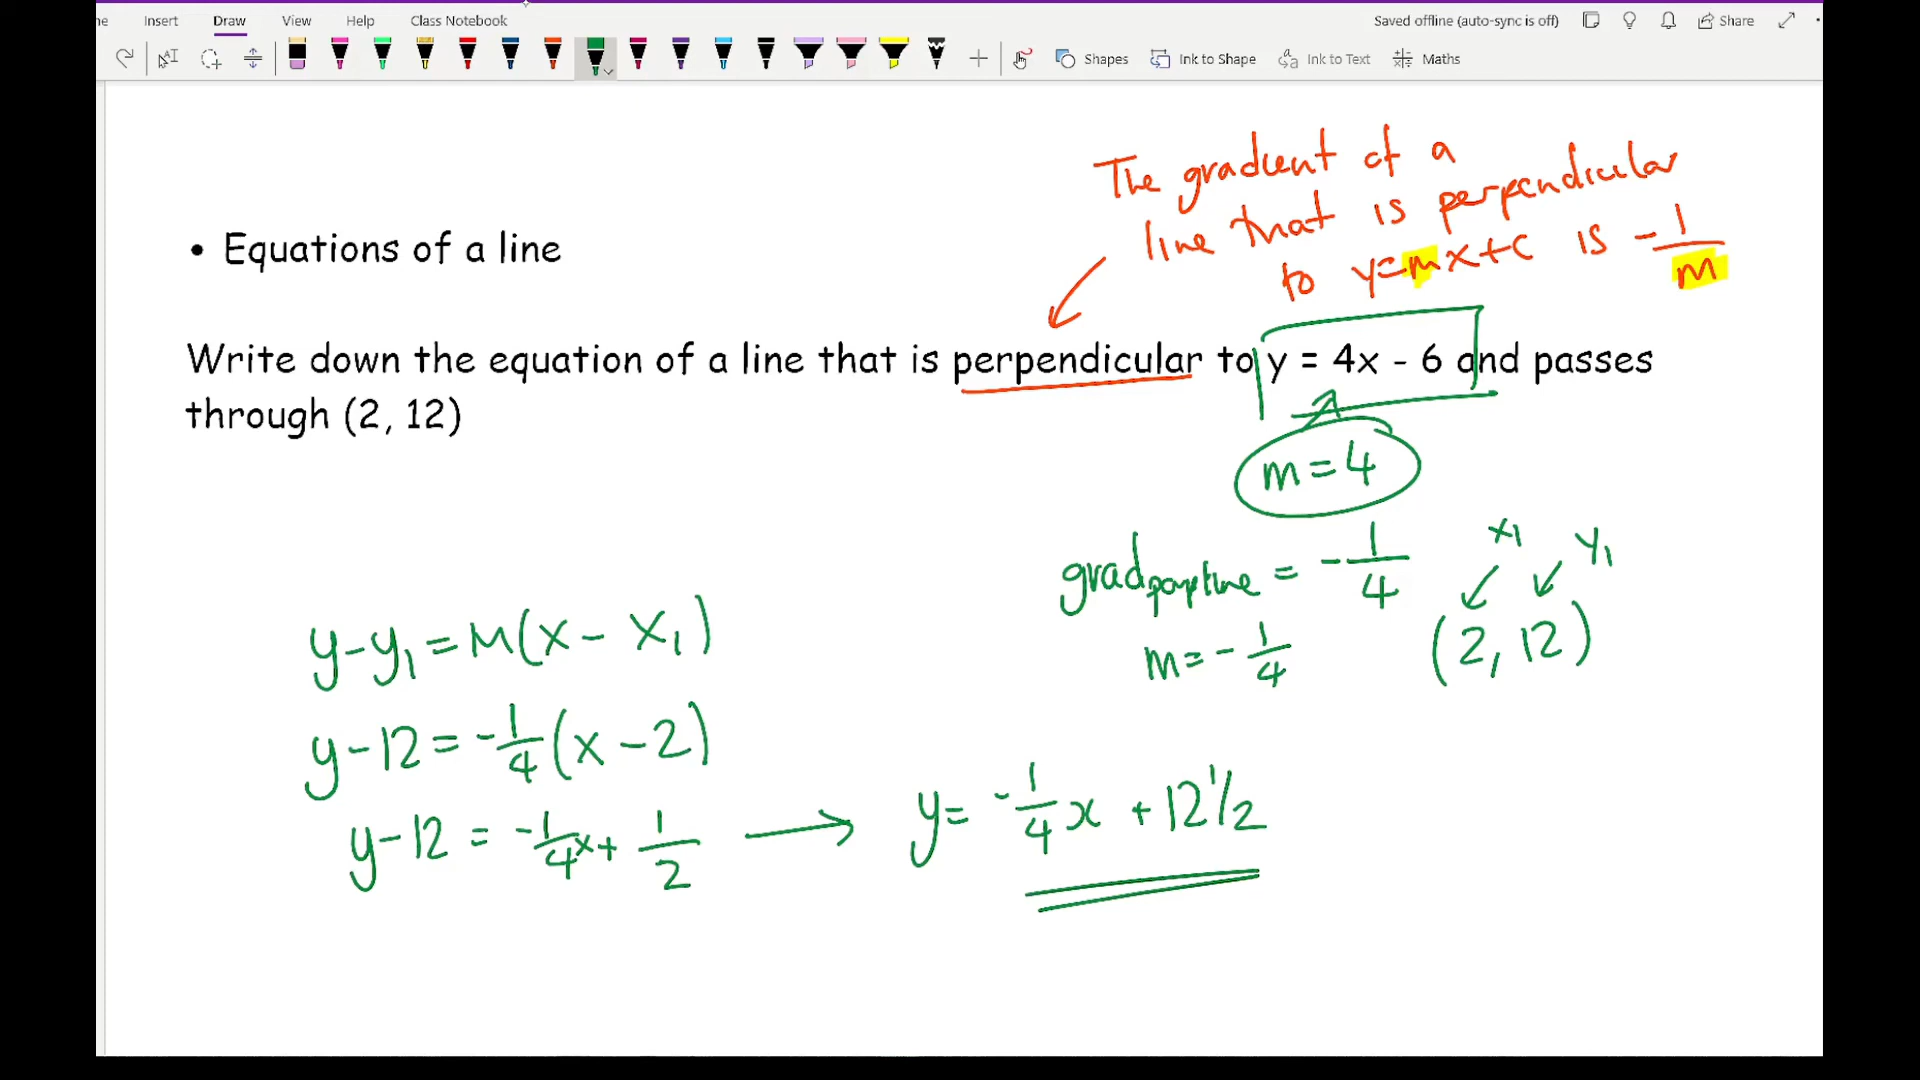 Insert Draw View Help Class Notebook Saved offline (auto-sync is off) Share
Shapes Ink to Shape Ink to Text Maths
The gradient of a
line that is perpendicular
to y=mx+c is -1/m
• Equations of a line
Write down the equation of a line that is perpendicular to y = 4x - 6 and passes
through (2, 12)
m=4
grad perp line = -1/4
x₁ y₁
m=-1/4 (2, 12)
y-y₁=m(x-x₁)
y-12=-1/4(x-2)
y-12=-1/4x+1/2 → y=-1/4x+12 1/2